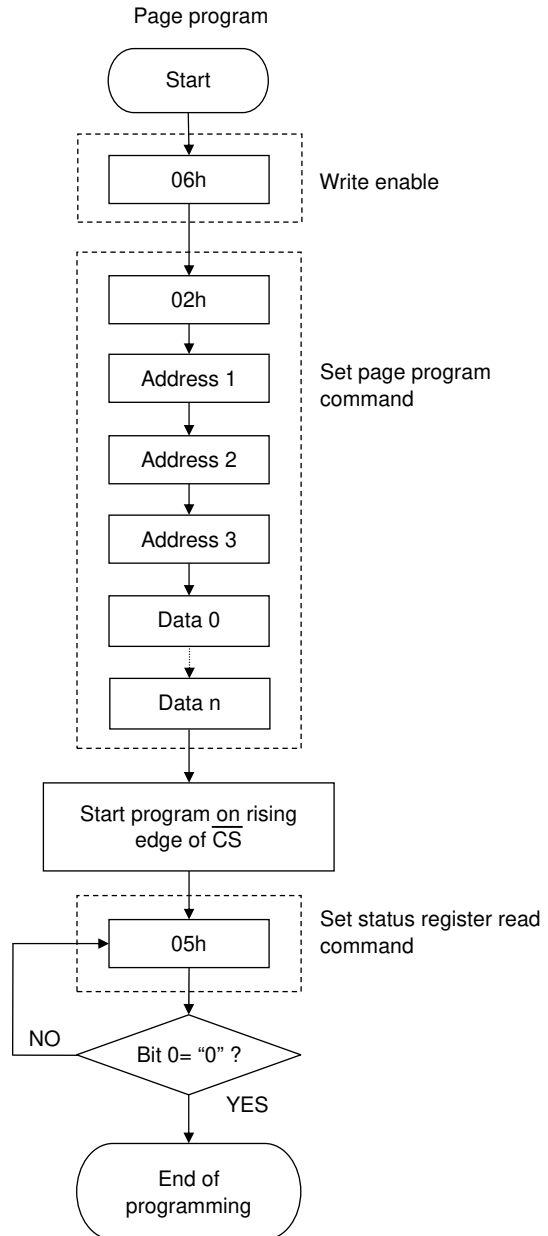 Page program
Start
06h
Write enable
02h
Address 1
Set page program
command
Address 2
Address 3
Data 0
Data n
Start program on rising
edge of C̅S̅
05h
Set status register read
command
NO
Bit 0= “0” ?
YES
End of
programming